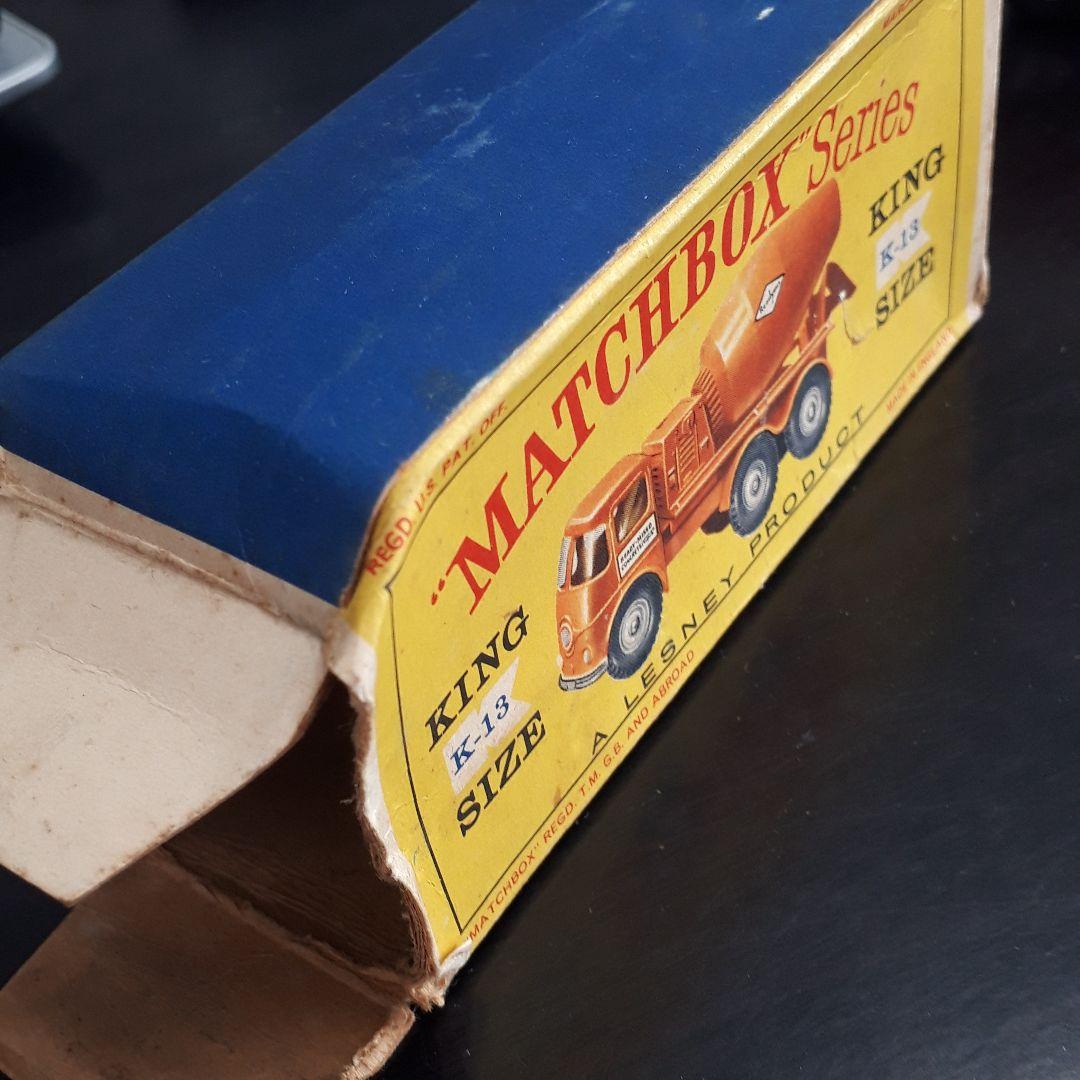 REGD. U.S. PAT. OFF.
"MATCHBOX" Series
KING
K-13
SIZE
READY-MIXED
KING
K-13
SIZE
A LESNEY PRODUCT
"MATCHBOX" REGD. T.M. G.B. AND ABROAD
MADE IN ENGLAND